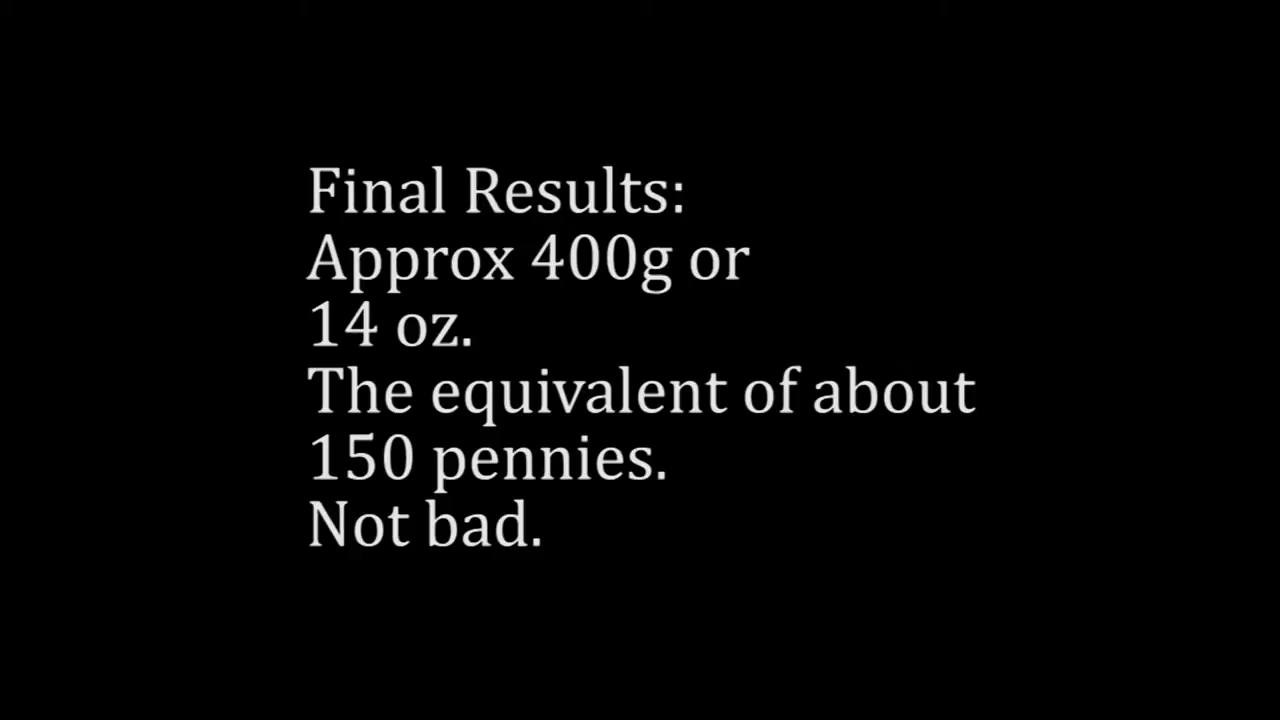 Final Results:
Approx 400g or
14 oz.
The equivalent of about
150 pennies.
Not bad.